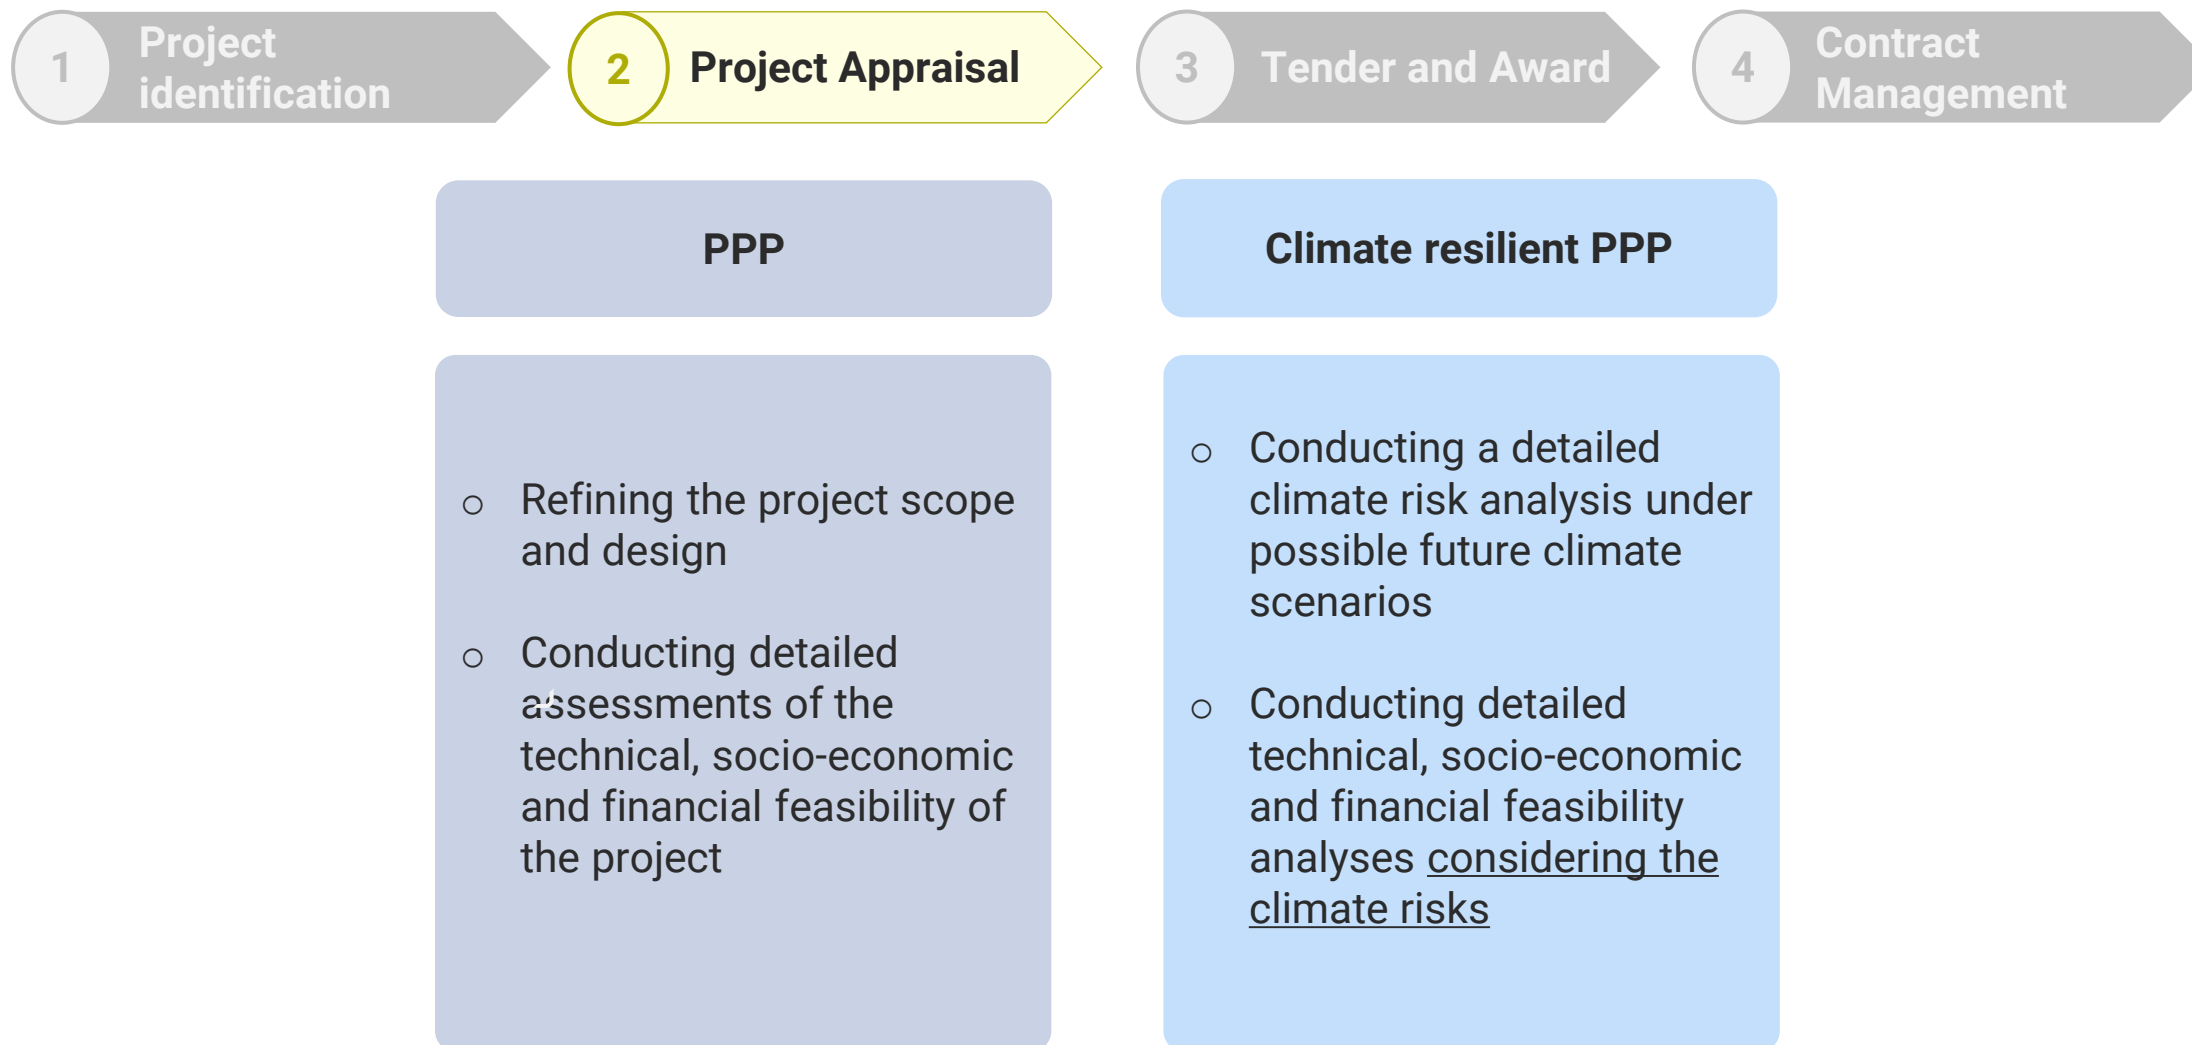 1
Project
identification
2
Project Appraisal
3
Tender and Award
4
Contract
Management
PPP
Climate resilient PPP
○ Refining the project scope
and design
○ Conducting detailed
assessments of the
technical, socio-economic
and financial feasibility of
the project
○ Conducting a detailed
climate risk analysis under
possible future climate
scenarios
○ Conducting detailed
technical, socio-economic
and financial feasibility
analyses considering the
climate risks